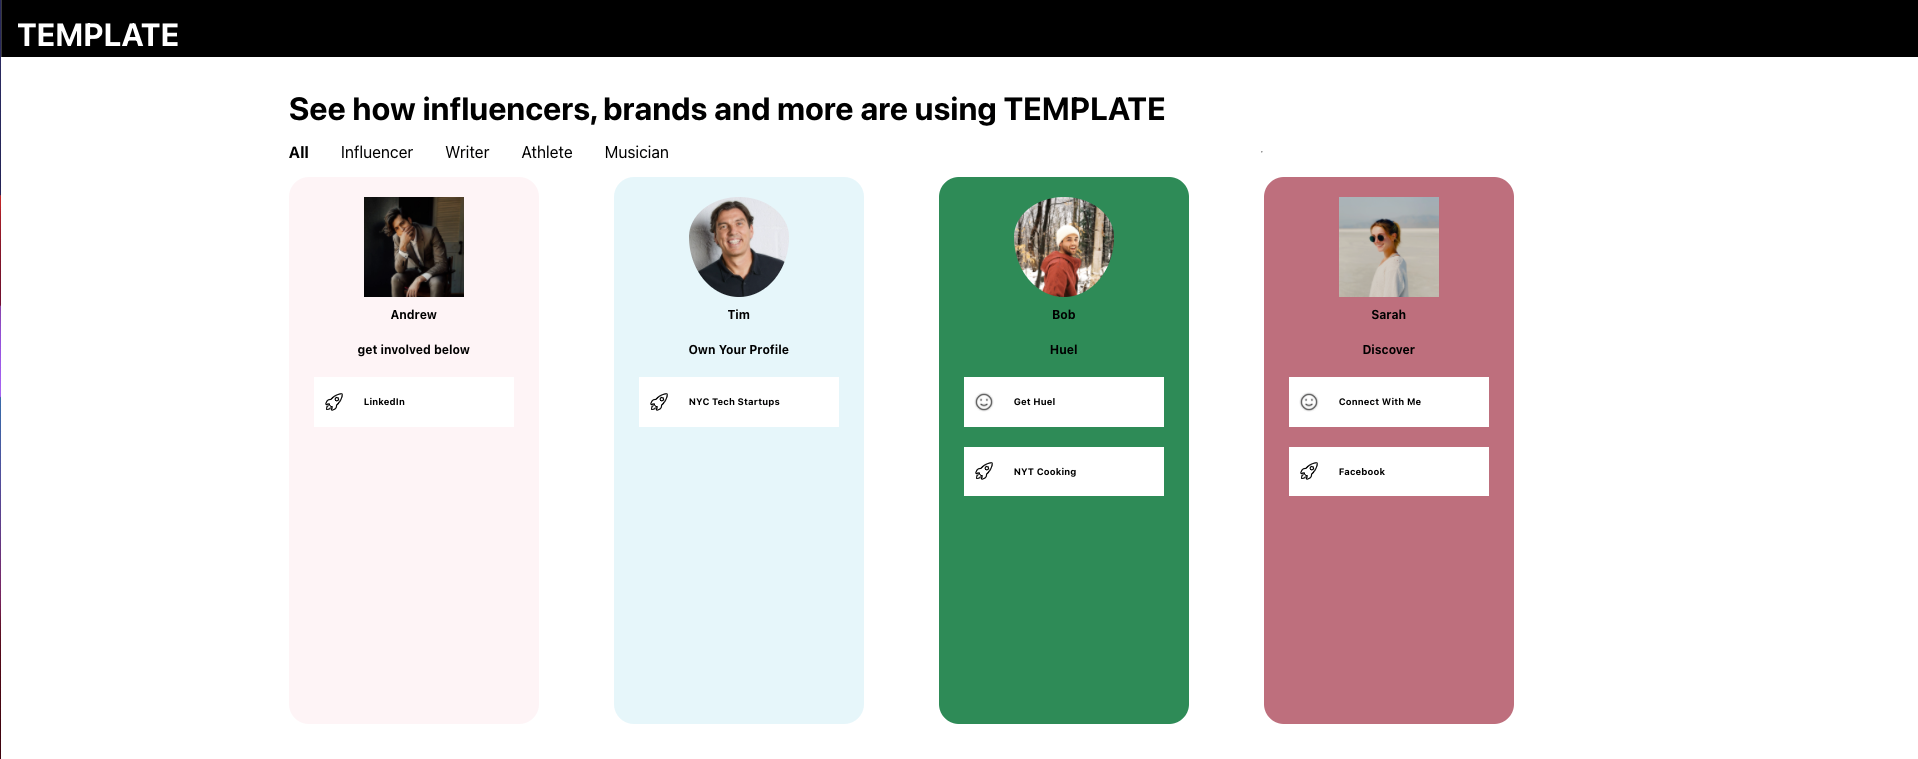 TEMPLATE
See how influencers, brands and more are using TEMPLATE
All Influencer Writer Athlete Musician
Andrew
get involved below
LinkedIn
Tim
Own Your Profile
NYC Tech Startups
Bob
Huel
Get Huel
NYT Cooking
Sarah
Discover
Connect With Me
Facebook